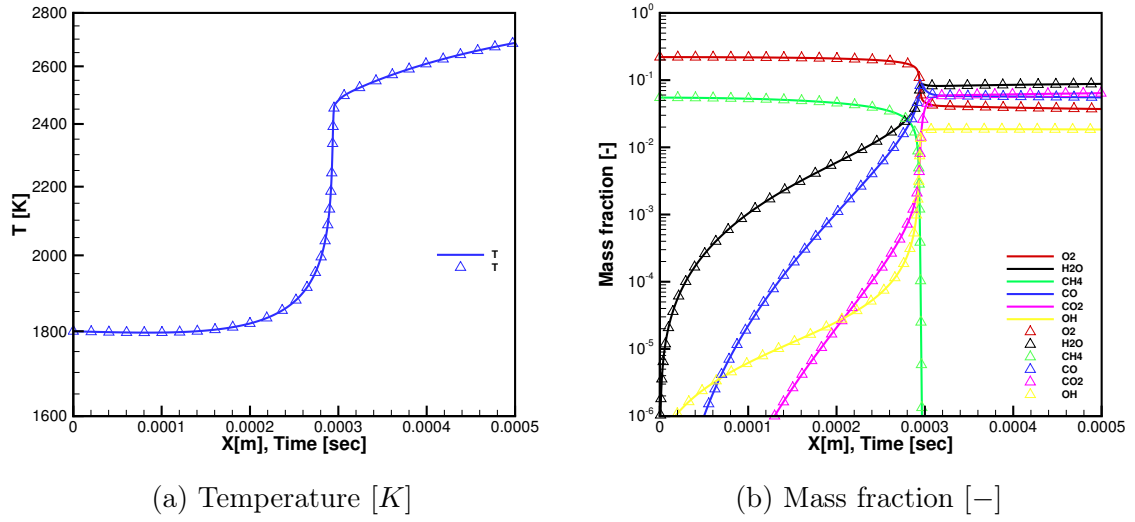 T [K]
2800
2600
2400
2200
2000
1800
1600
0 0.0001 0.0002 0.0003 0.0004 0.0005
X[m], Time [sec]
T
T
(a) Temperature [K]
Mass fraction [-]
10^0
10^-1
10^-2
10^-3
10^-4
10^-5
10^-6
0 0.0001 0.0002 0.0003 0.0004 0.0005
X[m], Time [sec]
O2
H2O
CH4
CO
CO2
OH
O2
H2O
CH4
CO
CO2
OH
(b) Mass fraction [−]